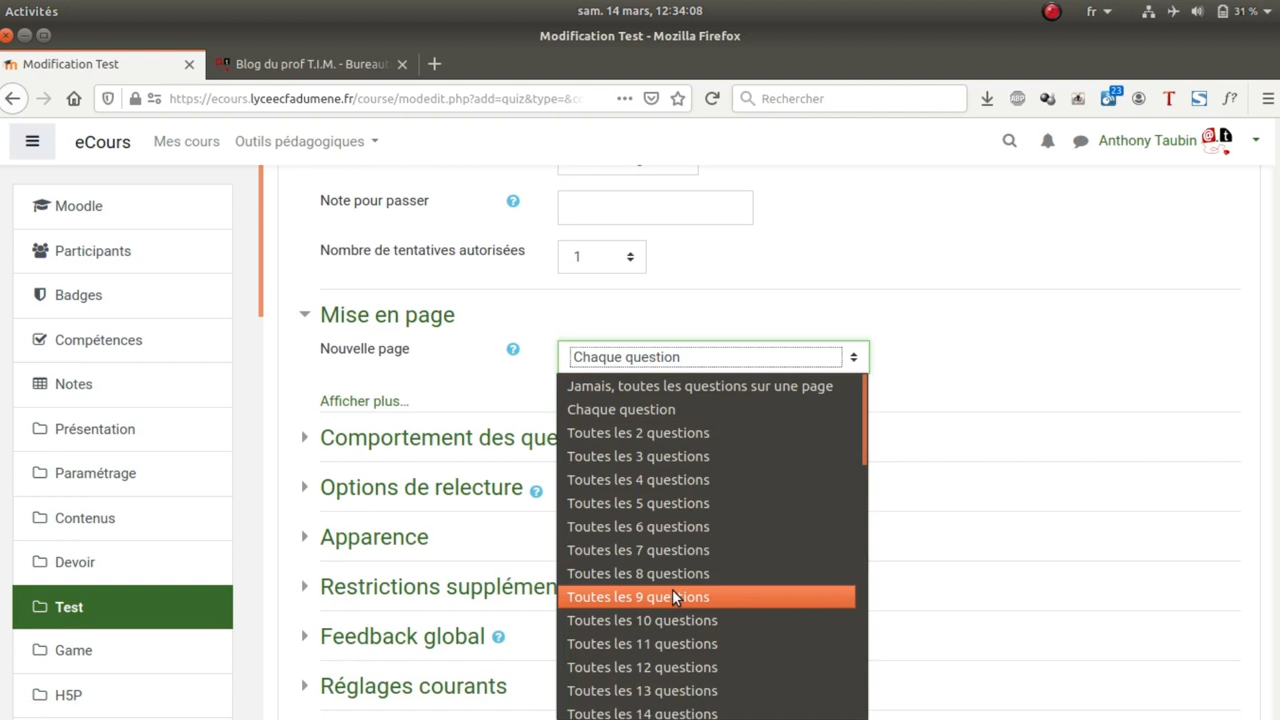 Activités
sam. 14 mars, 12:34:08
fr
31 %
Modification Test - Mozilla Firefox
Modification Test
Blog du prof T.I.M. - Bureaut
https://ecours.lyceecfadumene.fr/course/modedit.php?add=quiz&type=&c
Rechercher
ABP
23
T
S
f?
eCours
Mes cours
Outils pédagogiques
Anthony Taubin
@t
Moodle
Participants
Badges
Compétences
Notes
Présentation
Paramétrage
Contenus
Devoir
Test
Game
H5P
Note pour passer
Nombre de tentatives autorisées
1
Mise en page
Nouvelle page
Chaque question
Jamais, toutes les questions sur une page
Chaque question
Toutes les 2 questions
Toutes les 3 questions
Toutes les 4 questions
Toutes les 5 questions
Toutes les 6 questions
Toutes les 7 questions
Toutes les 8 questions
Toutes les 9 questions
Toutes les 10 questions
Toutes les 11 questions
Toutes les 12 questions
Toutes les 13 questions
Toutes les 14 questions
Afficher plus...
Comportement des que
Options de relecture
Apparence
Restrictions supplémen
Feedback global
Réglages courants